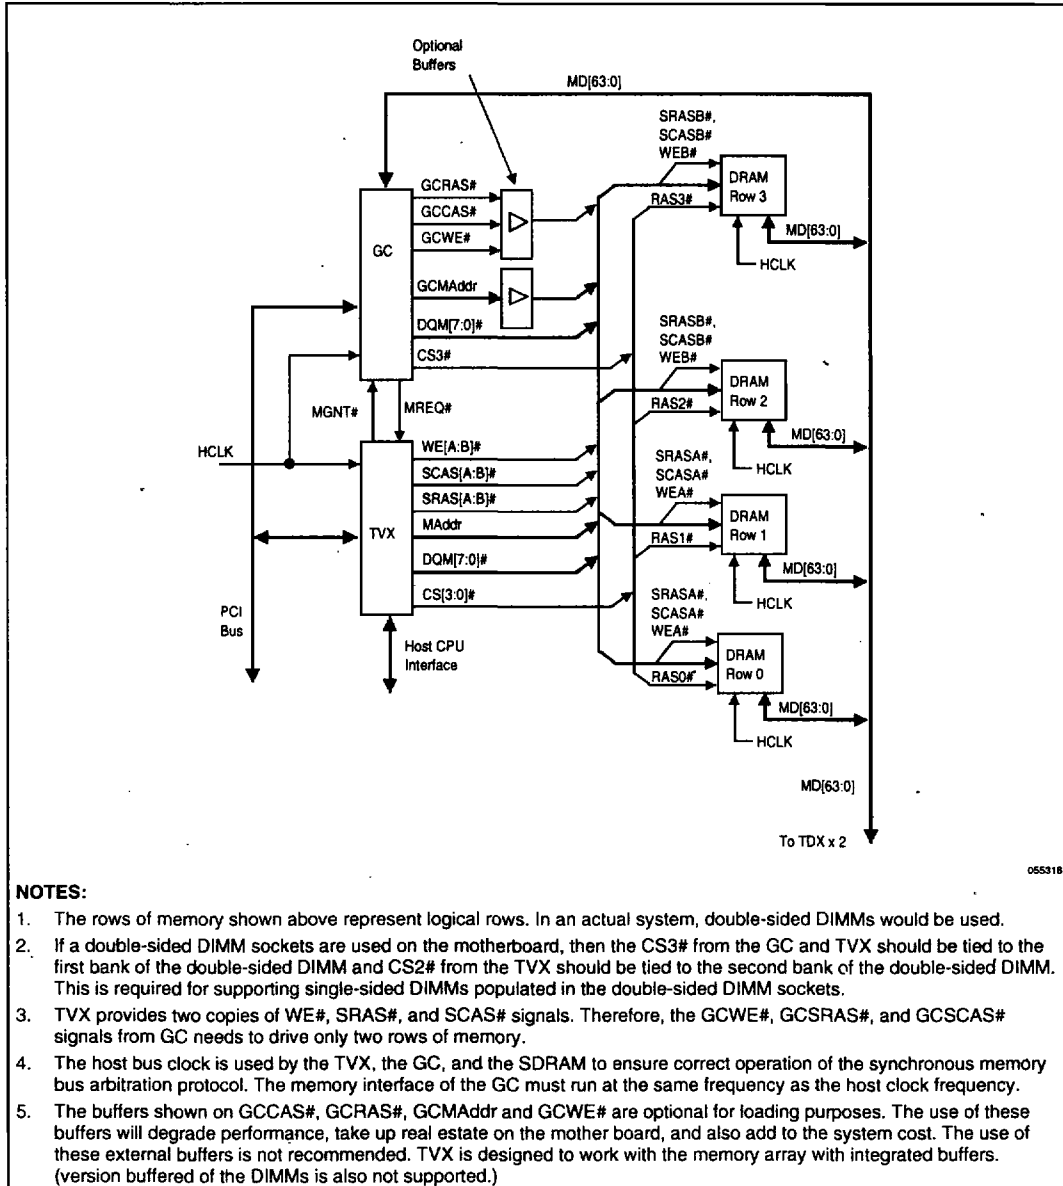 Optional
Buffers
MD[63:0]
SRASB#,
SCASB#
WEB#
DRAM
Row 3
RAS3#
MD[63:0]
HCLK
GCRAS#
GCCAS#
GCWE#
GC
GCMAddr
DQM[7:0]#
CS3#
SRASB#,
SCASB#
WEB#
DRAM
Row 2
RAS2#
MD[63:0]
HCLK
MGNT#
MREQ#
HCLK
WE[A:B]#
SCAS[A:B]#
SRAS[A:B]#
MAddr
TVX
DQM[7:0]#
CS[3:0]#
SRASA#,
SCASA#
WEA#
DRAM
Row 1
RAS1#
MD[63:0]
HCLK
PCI
Bus
Host CPU
Interface
SRASA#,
SCASA#
WEA#
DRAM
Row 0
RAS0#
MD[63:0]
HCLK
MD[63:0]
To TDX x 2
055318
NOTES:
1. The rows of memory shown above represent logical rows. In an actual system, double-sided DIMMs would be used.
2. If a double-sided DIMM sockets are used on the motherboard, then the CS3# from the GC and TVX should be tied to the
first bank of the double-sided DIMM and CS2# from the TVX should be tied to the second bank of the double-sided DIMM.
This is required for supporting single-sided DIMMs populated in the double-sided DIMM sockets.
3. TVX provides two copies of WE#, SRAS#, and SCAS# signals. Therefore, the GCWE#, GCSRAS#, and GCSCAS#
signals from GC needs to drive only two rows of memory.
4. The host bus clock is used by the TVX, the GC, and the SDRAM to ensure correct operation of the synchronous memory
bus arbitration protocol. The memory interface of the GC must run at the same frequency as the host clock frequency.
5. The buffers shown on GCCAS#, GCRAS#, GCMAddr and GCWE# are optional for loading purposes. The use of these
buffers will degrade performance, take up real estate on the mother board, and also add to the system cost. The use of
these external buffers is not recommended. TVX is designed to work with the memory array with integrated buffers.
(version buffered of the DIMMs is also not supported.)